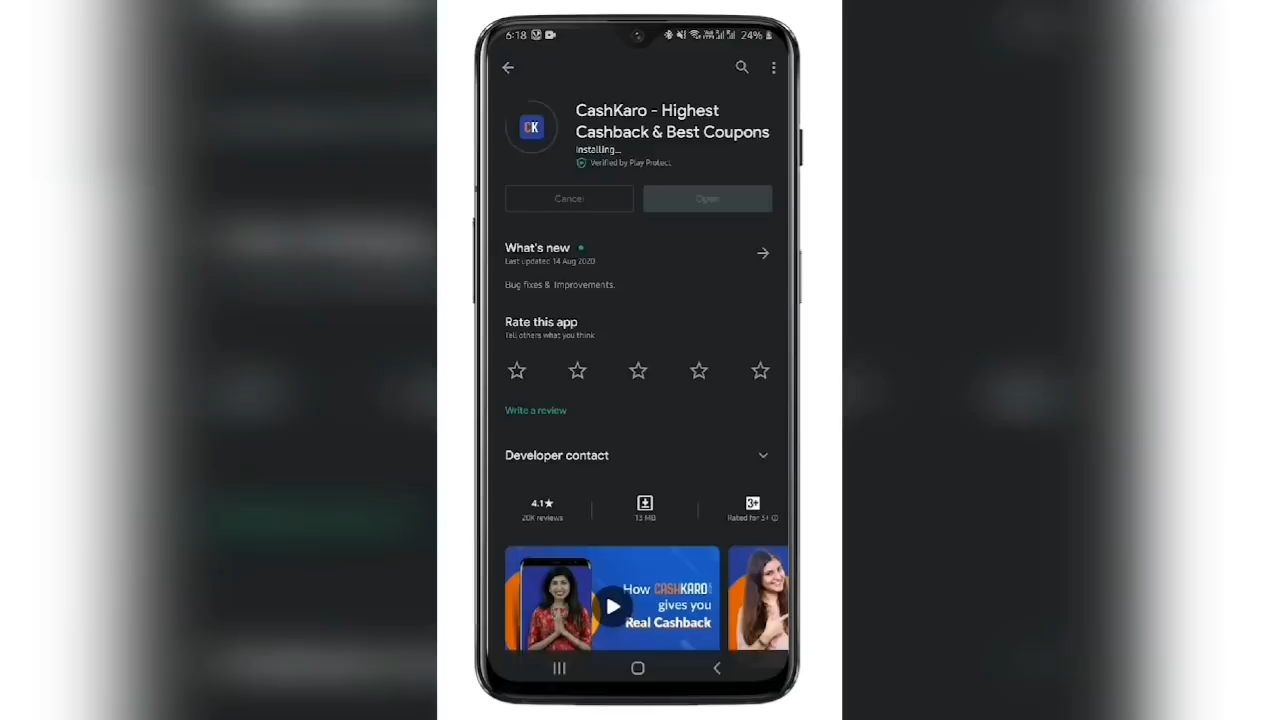 6:18
24%
CK
CashKaro - Highest
Cashback & Best Coupons
Installing...
Verified by Play Protect
Cancel
Open
What's new
Last updated 14 Aug 2020
Bug fixes & Improvements.
Rate this app
Tell others what you think
Write a review
Developer contact
4.1★
20K reviews
13 MB
3+
Rated for 3+
How CASHKARO
gives you
Real Cashback